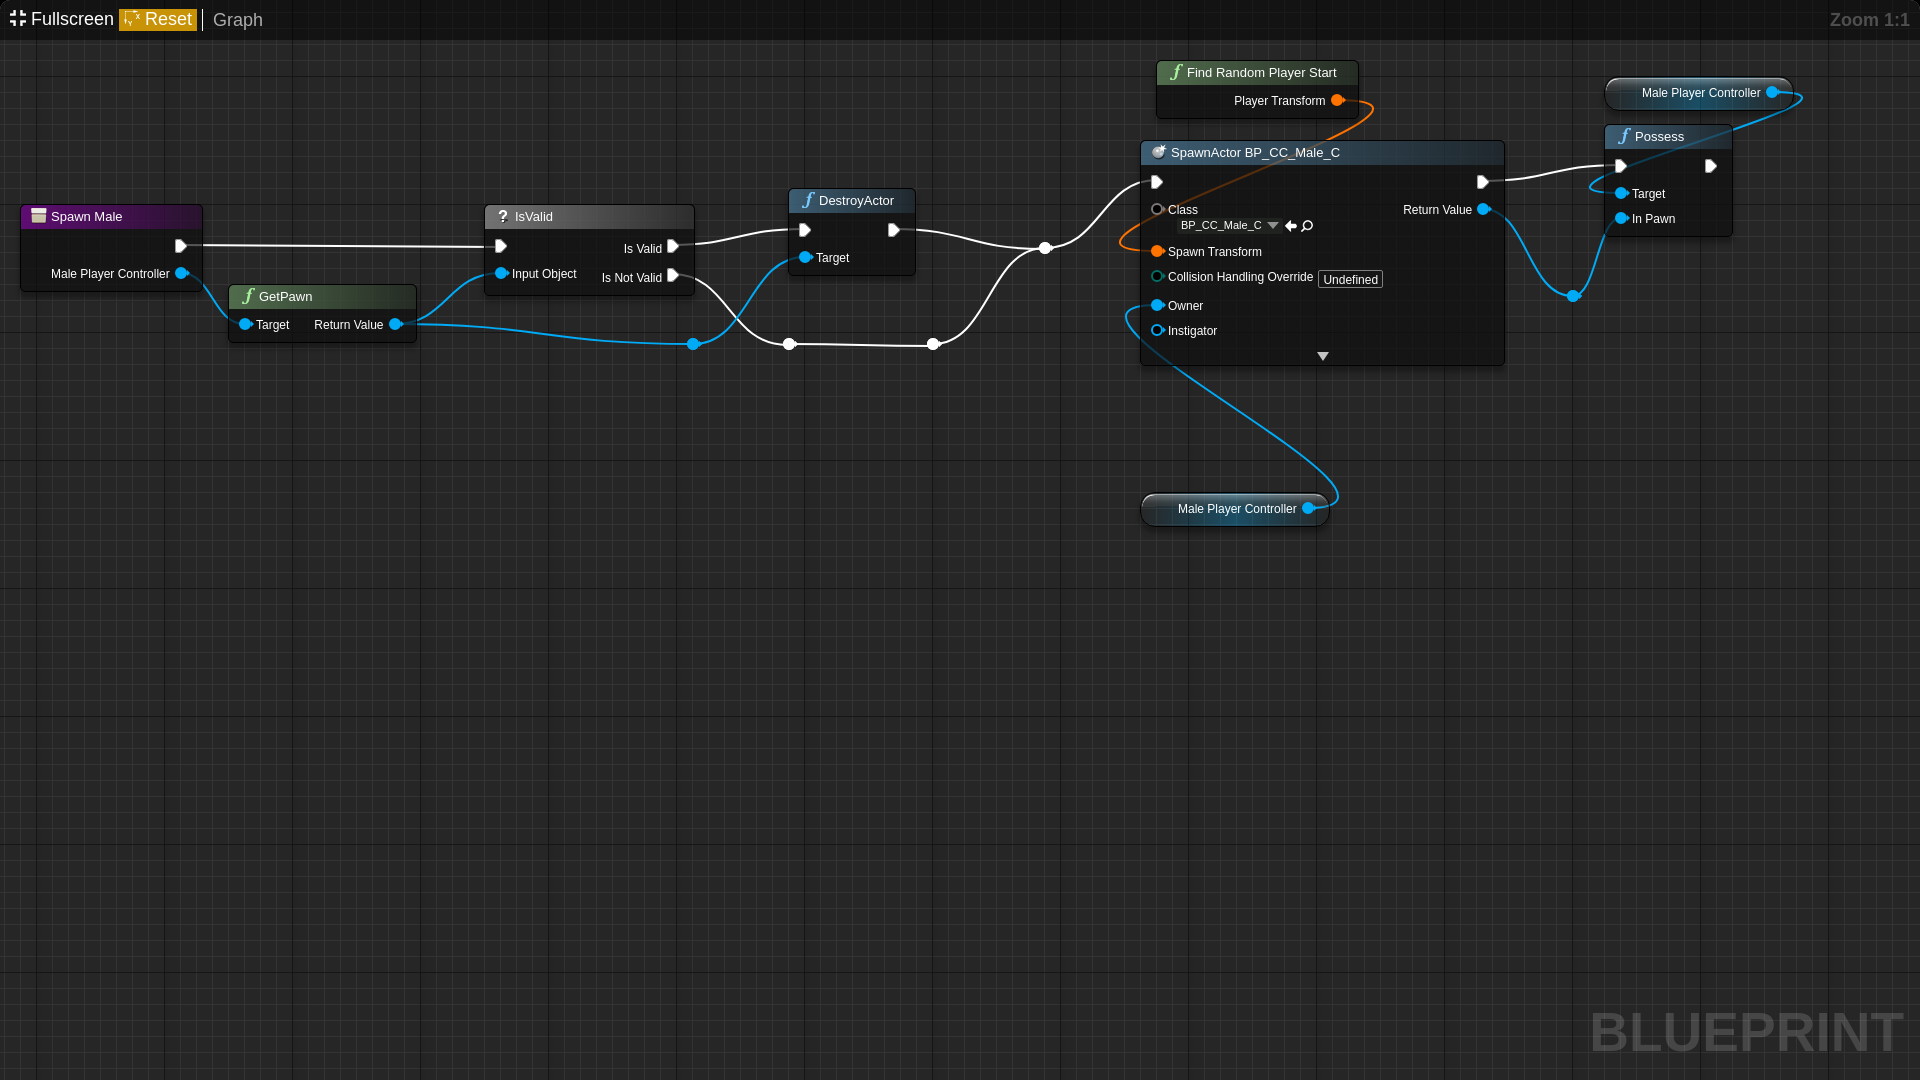 Fullscreen Reset Graph
Zoom 1:1
Find Random Player Start
Player Transform
Male Player Controller
Possess
Target
In Pawn
SpawnActor BP_CC_Male_C
Class
BP_CC_Male_C
Return Value
Spawn Transform
Collision Handling Override Undefined
Owner
Instigator
Spawn Male
Male Player Controller
GetPawn
Target Return Value
? IsValid
Is Valid
Input Object
Is Not Valid
DestroyActor
Target
Male Player Controller
BLUEPRINT